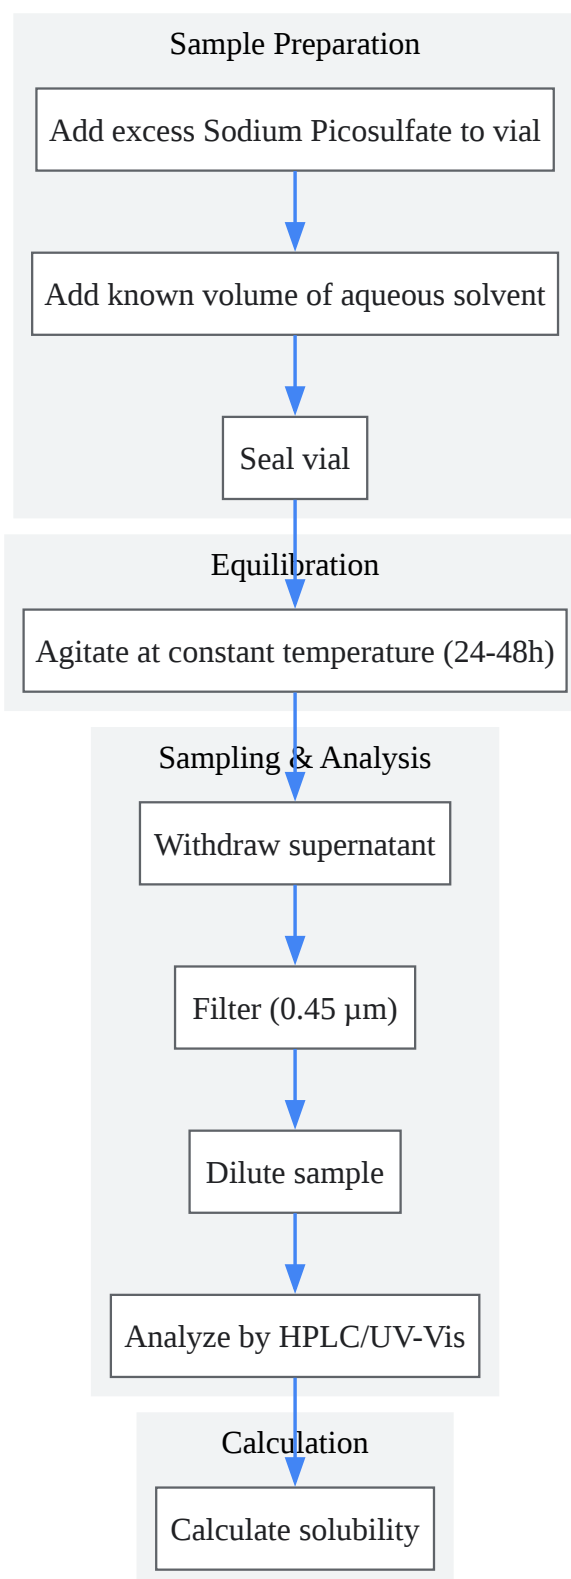 Sample Preparation
Add excess Sodium Picosulfate to vial
Add known volume of aqueous solvent
Seal vial
Equilibration
Agitate at constant temperature (24-48h)
Sampling & Analysis
Withdraw supernatant
Filter (0.45 µm)
Dilute sample
Analyze by HPLC/UV-Vis
Calculation
Calculate solubility